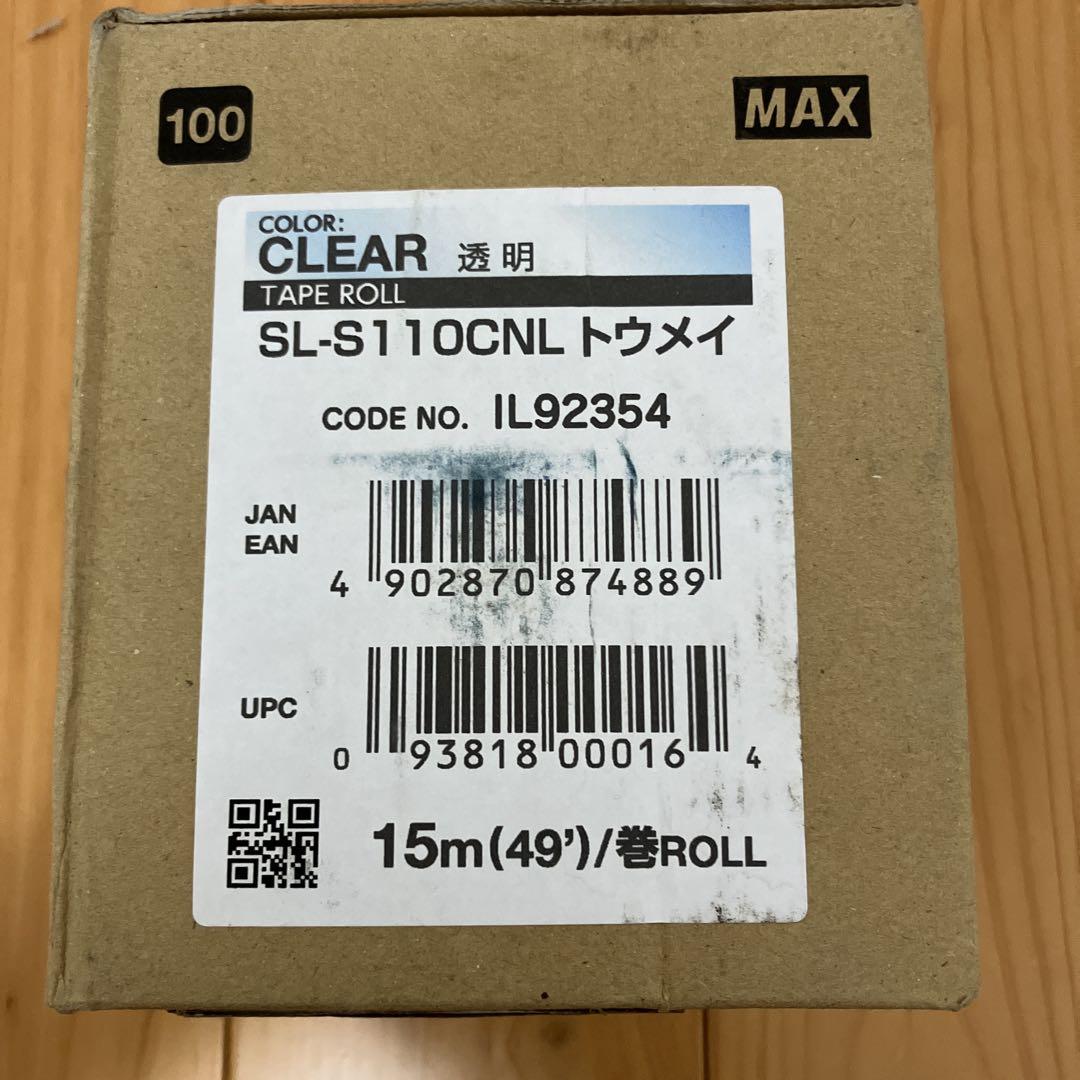 100
MAX
COLOR:
CLEAR 透明
TAPE ROLL
SL-S110CNL トウメイ
CODE NO. IL92354
JAN
EAN
4 902870 874889
UPC
0 93818 00016 4
15m(49’)/巻ROLL